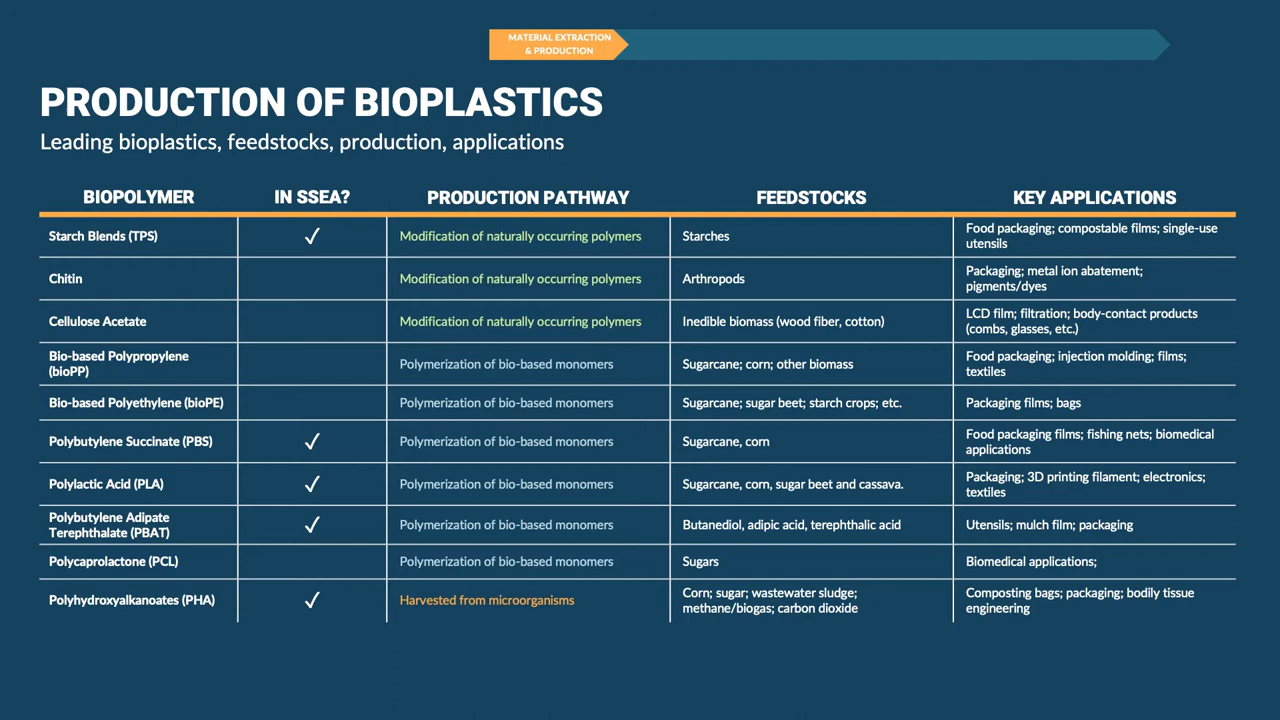 MATERIAL EXTRACTION
& PRODUCTION
PRODUCTION OF BIOPLASTICS
Leading bioplastics, feedstocks, production, applications
BIOPOLYMER IN SSEA? PRODUCTION PATHWAY FEEDSTOCKS KEY APPLICATIONS
Starch Blends (TPS) ✓ Modification of naturally occurring polymers Starches Food packaging; compostable films; single-use
utensils
Chitin Modification of naturally occurring polymers Arthropods Packaging; metal ion abatement;
pigments/dyes
Cellulose Acetate Modification of naturally occurring polymers Inedible biomass (wood fiber, cotton) LCD film; filtration; body-contact products
(combs, glasses, etc.)
Bio-based Polypropylene
(bioPP) Polymerization of bio-based monomers Sugarcane; corn; other biomass Food packaging; injection molding; films;
textiles
Bio-based Polyethylene (bioPE) Polymerization of bio-based monomers Sugarcane; sugar beet; starch crops; etc. Packaging films; bags
Polybutylene Succinate (PBS) ✓ Polymerization of bio-based monomers Sugarcane, corn Food packaging films; fishing nets; biomedical
applications
Polylactic Acid (PLA) ✓ Polymerization of bio-based monomers Sugarcane, corn, sugar beet and cassava. Packaging; 3D printing filament; electronics;
textiles
Polybutylene Adipate
Terephthalate (PBAT) ✓ Polymerization of bio-based monomers Butanediol, adipic acid, terephthalic acid Utensils; mulch film; packaging
Polycaprolactone (PCL) Polymerization of bio-based monomers Sugars Biomedical applications;
Polyhydroxyalkanoates (PHA) ✓ Harvested from microorganisms Corn; sugar; wastewater sludge;
methane/biogas; carbon dioxide Composting bags; packaging; bodily tissue
engineering